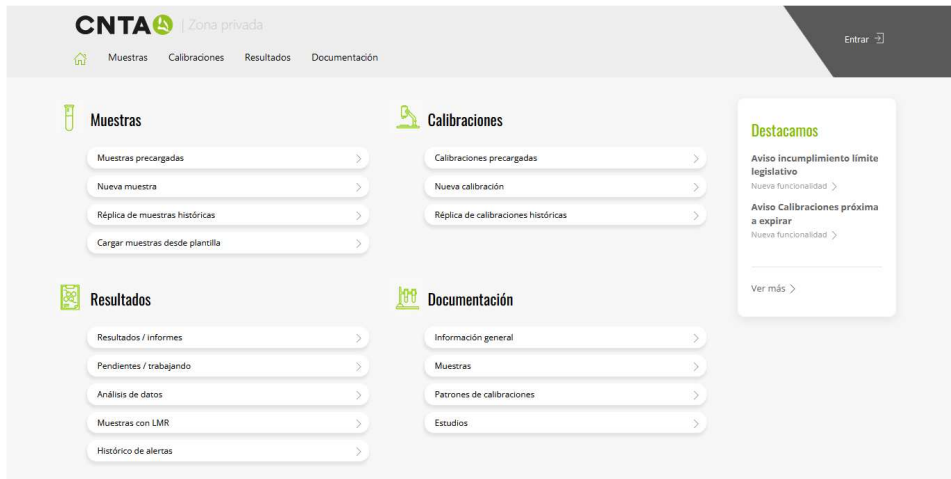 CNTA | Zona privada
Entrar
Muestras Calibraciones Resultados Documentación
Muestras
Muestras precargadas
Nueva muestra
Réplica de muestras históricas
Cargar muestras desde plantilla
Calibraciones
Calibraciones precargadas
Nueva calibración
Réplica de calibraciones históricas
Destacamos
Aviso incumplimiento límite
legislativo
Nueva funcionalidad
Aviso Calibraciones próxima
a expirar
Nueva funcionalidad
Ver más
Resultados
Resultados / informes
Pendientes / trabajando
Análisis de datos
Muestras con LMR
Histórico de alertas
Documentación
Información general
Muestras
Patrones de calibraciones
Estudios